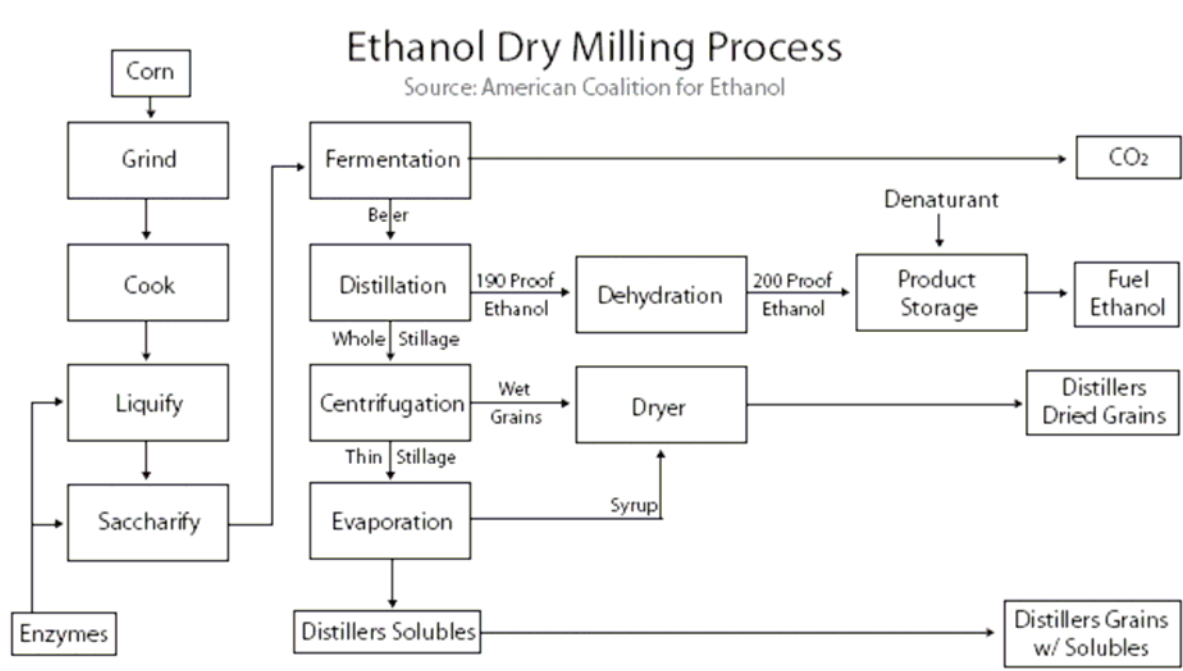 Ethanol Dry Milling Process
Source: American Coalition for Ethanol
Corn
Grind
Cook
Liquify
Saccharify
Enzymes
Fermentation
Beer
Distillation
Whole Stillage
Centrifugation
Thin Stillage
Evaporation
Distillers Solubles
190 Proof
Ethanol
Dehydration
200 Proof
Ethanol
Denaturant
Product
Storage
Wet
Grains
Dryer
Syrup
CO₂
Fuel
Ethanol
Distillers
Dried Grains
Distillers Grains
w/ Solubles